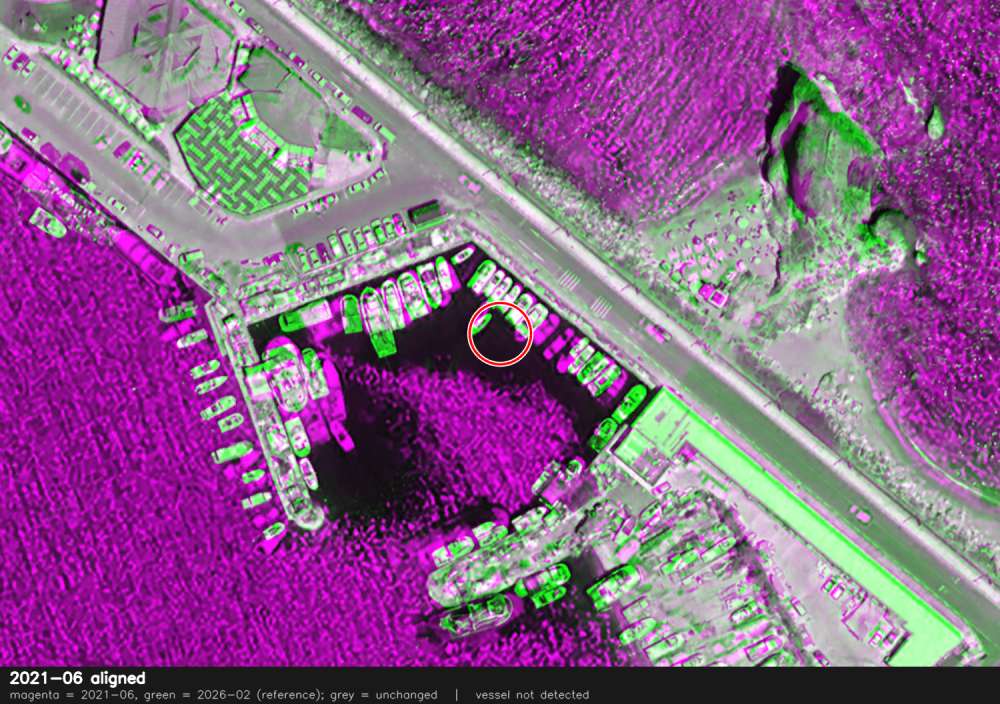 2021-06 aligned
magenta = 2021-06, green = 2026-02 (reference); grey = unchanged | vessel not detected